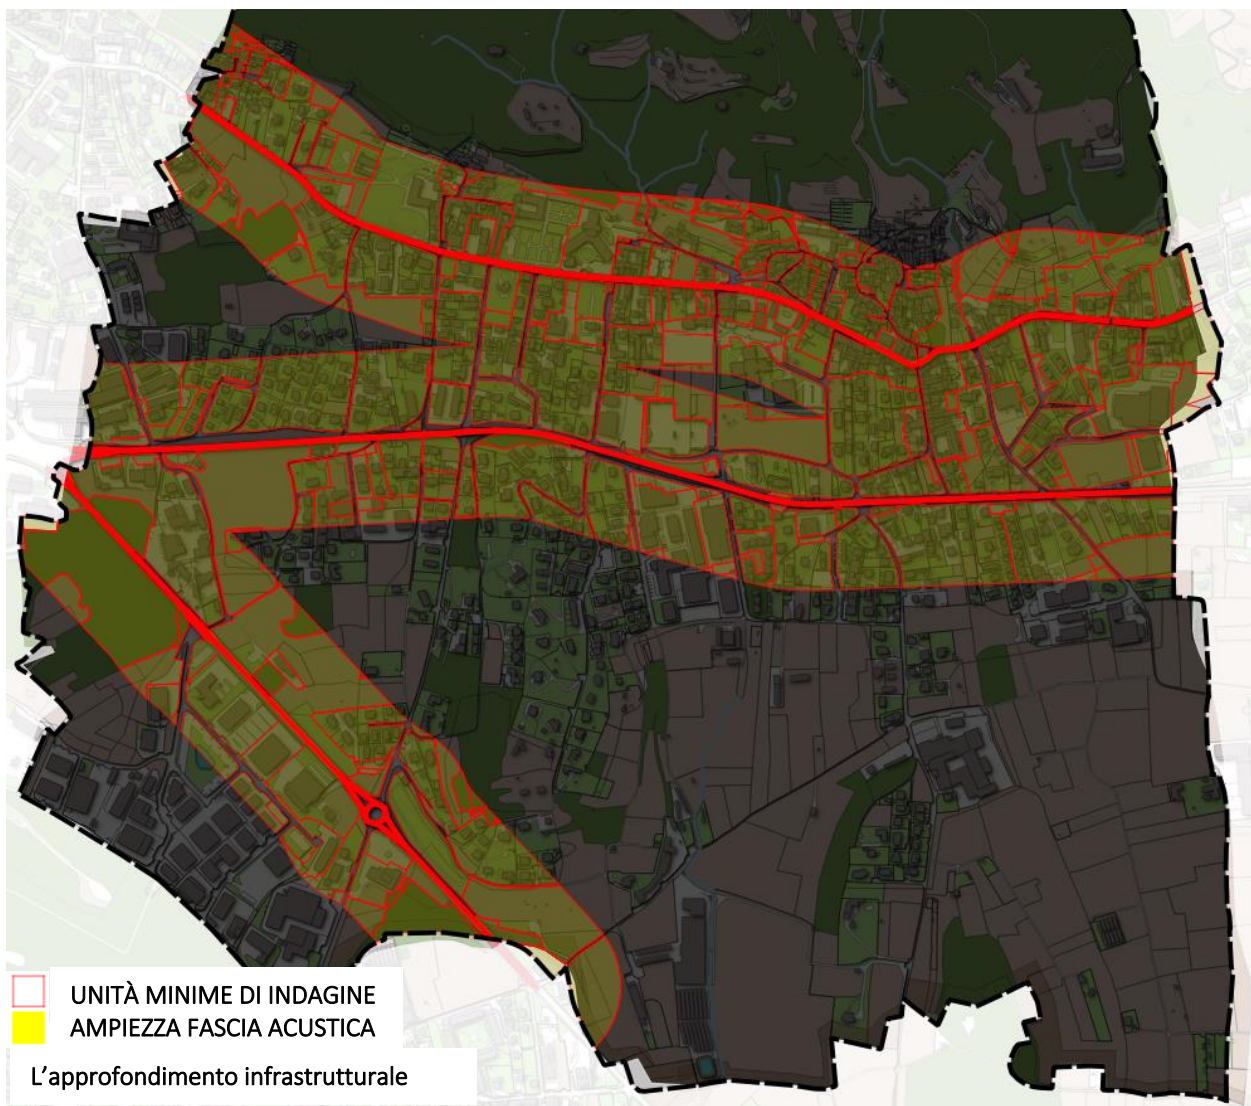 UNITÀ MINIME DI INDAGINE
AMPIEZZA FASCIA ACUSTICA
L'approfondimento infrastrutturale